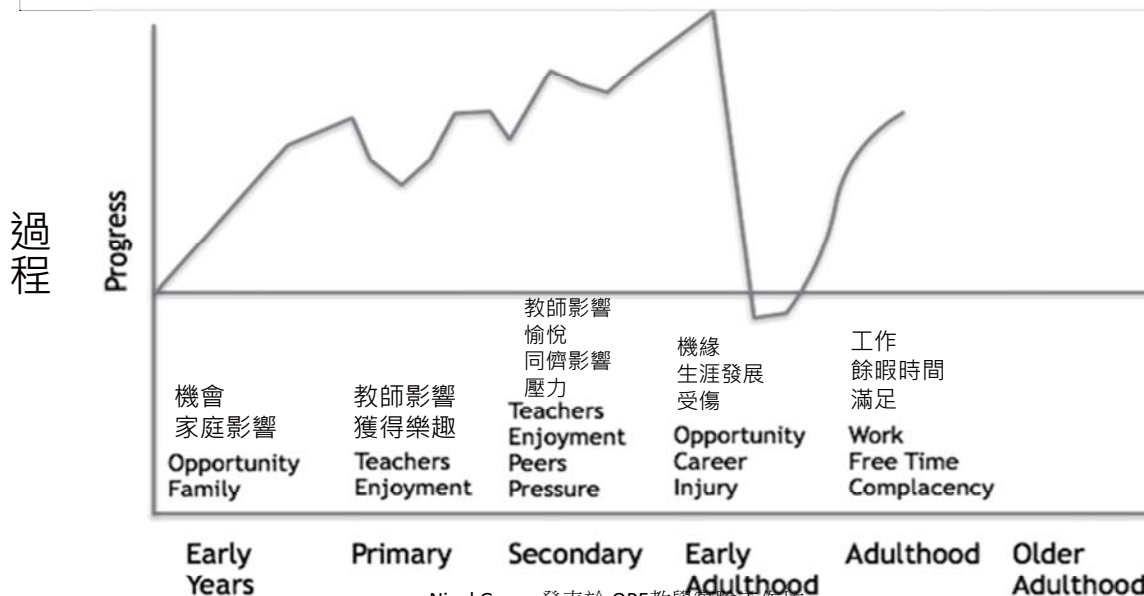 過程
Progress
機會
家庭影響
Opportunity
Family
教師影響
獲得樂趣
Teachers
Enjoyment
教師影響
愉悅
同儕影響
壓力
Teachers
Enjoyment
Peers
Pressure
機緣
生涯發展
受傷
Opportunity
Career
Injury
工作
餘暇時間
滿足
Work
Free Time
Complacency
Early
Years
Primary
Secondary
Early
Adulthood
Adulthood
Older
Adulthood
發表於